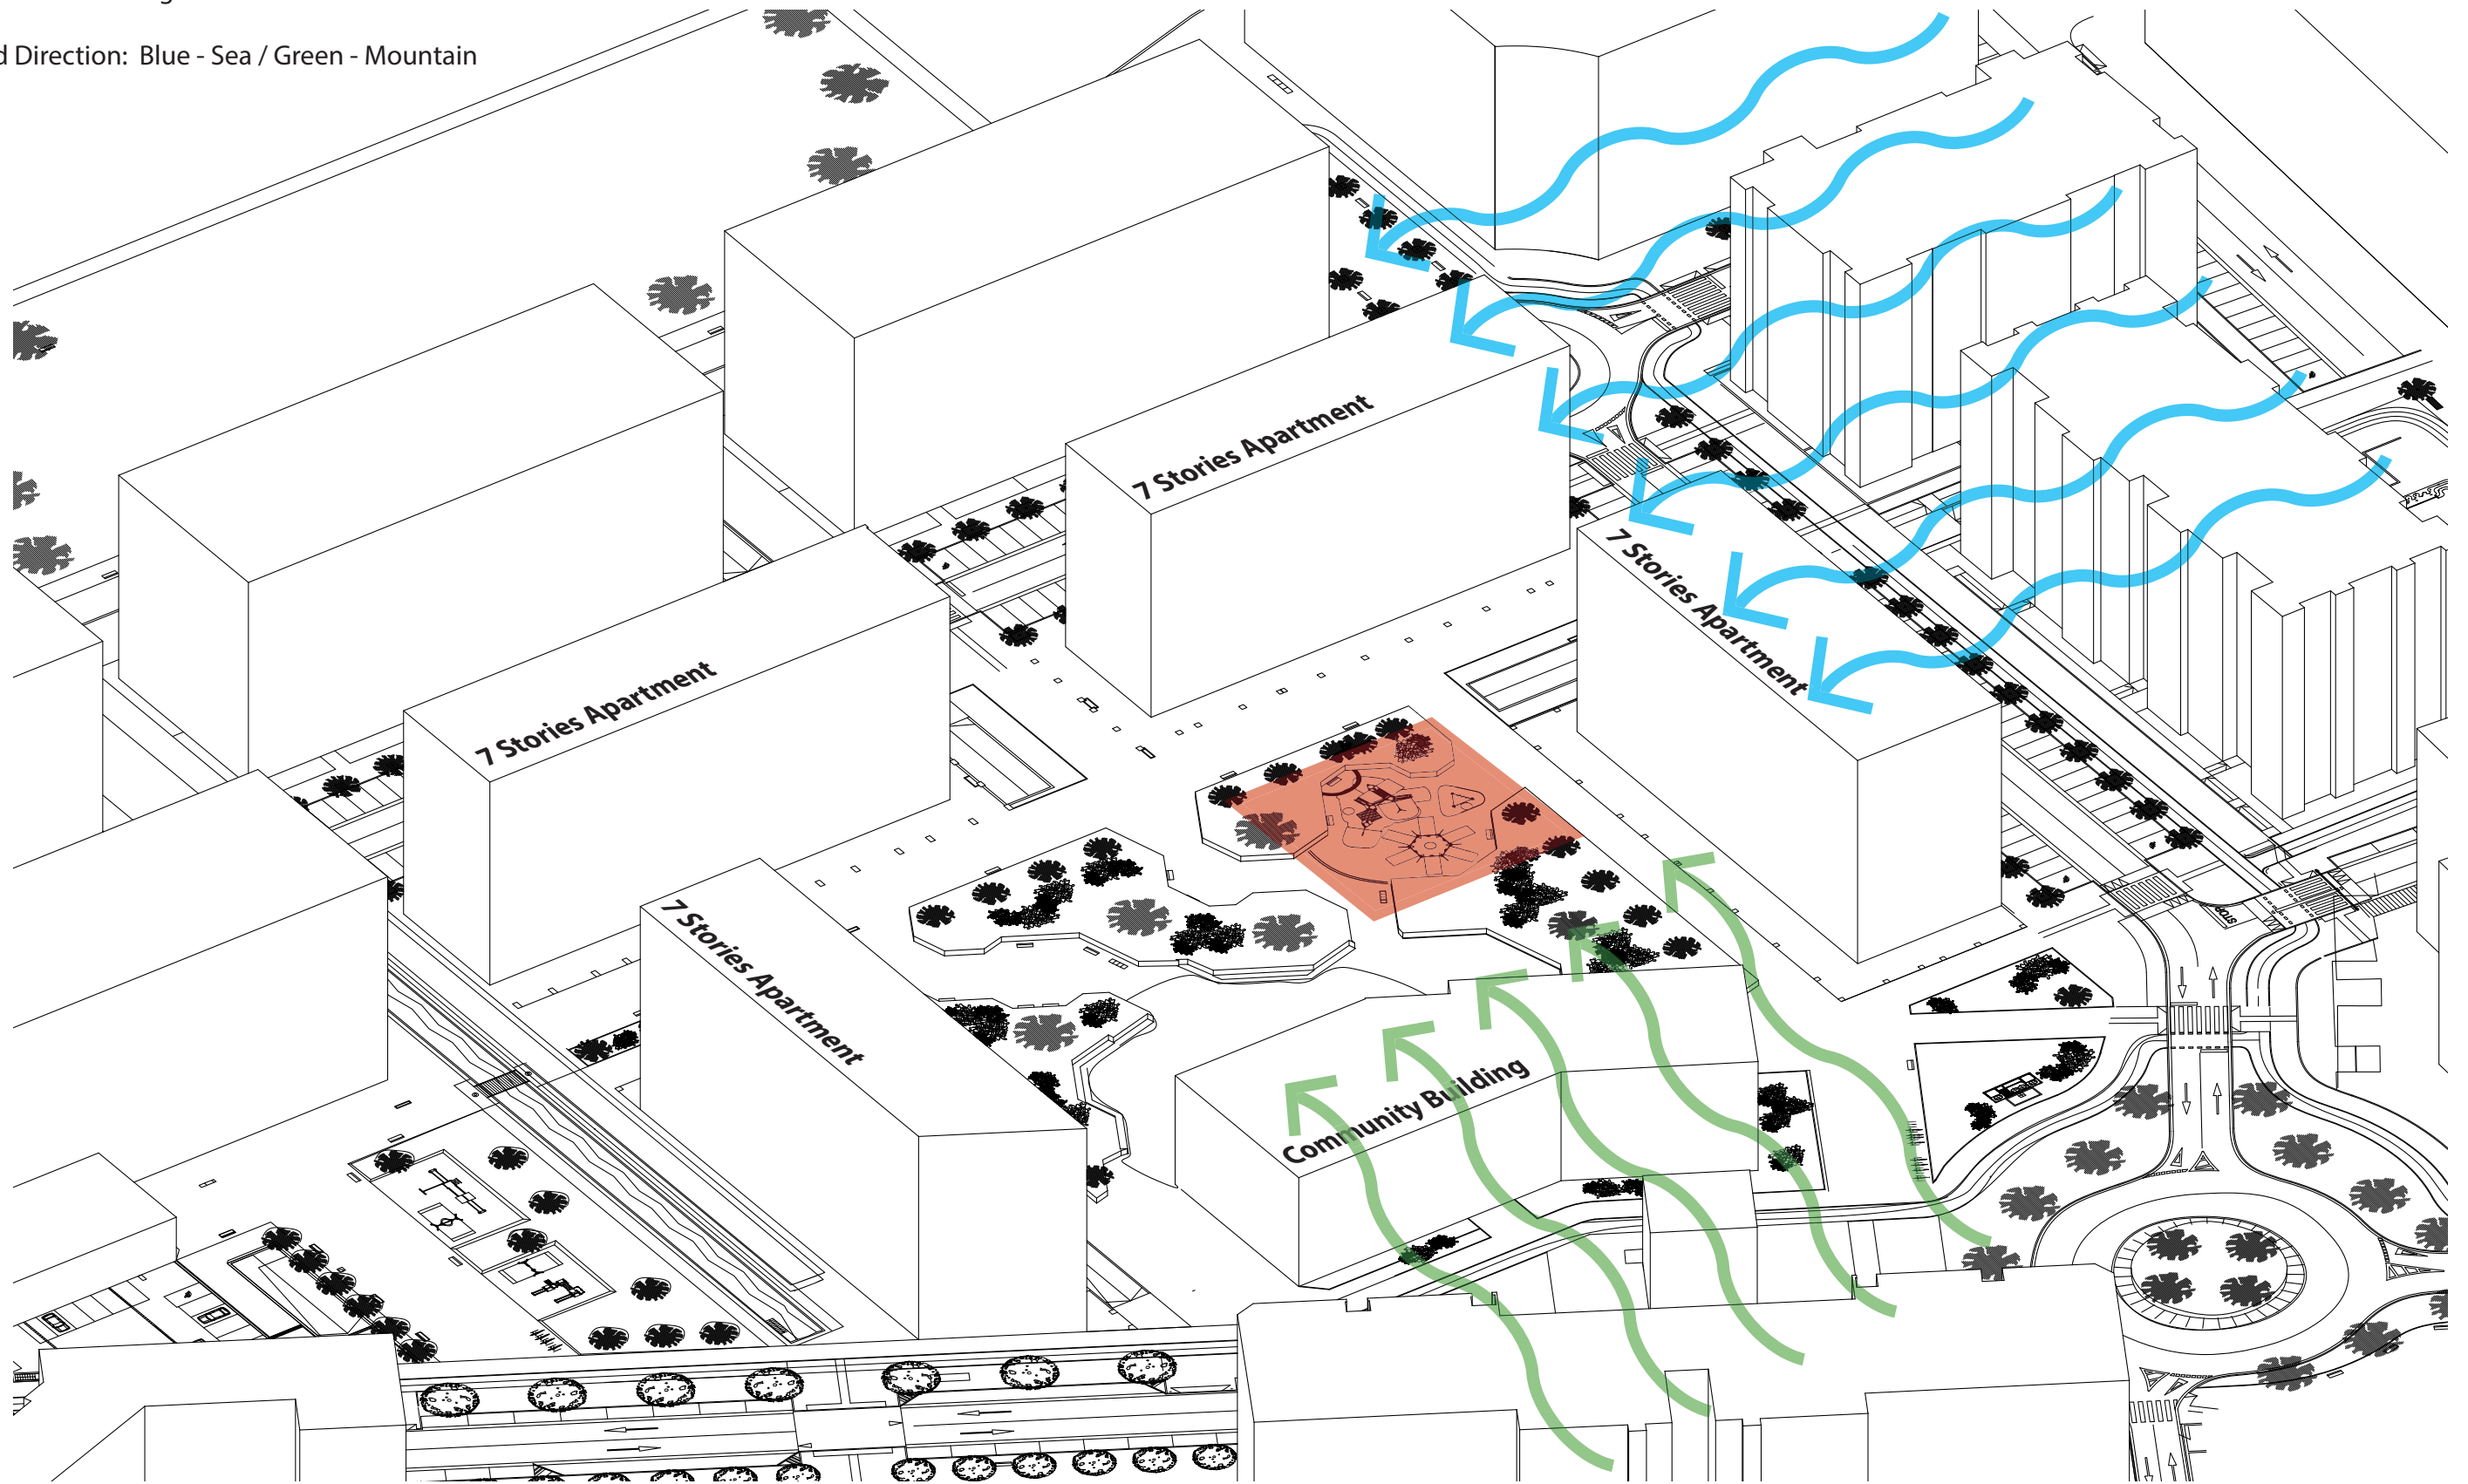 d Direction: Blue - Sea / Green - Mountain
7 Stories Apartment
7 Stories Apartment
7 Stories Apartment
7 Stories Apartment
Community Building
STOP